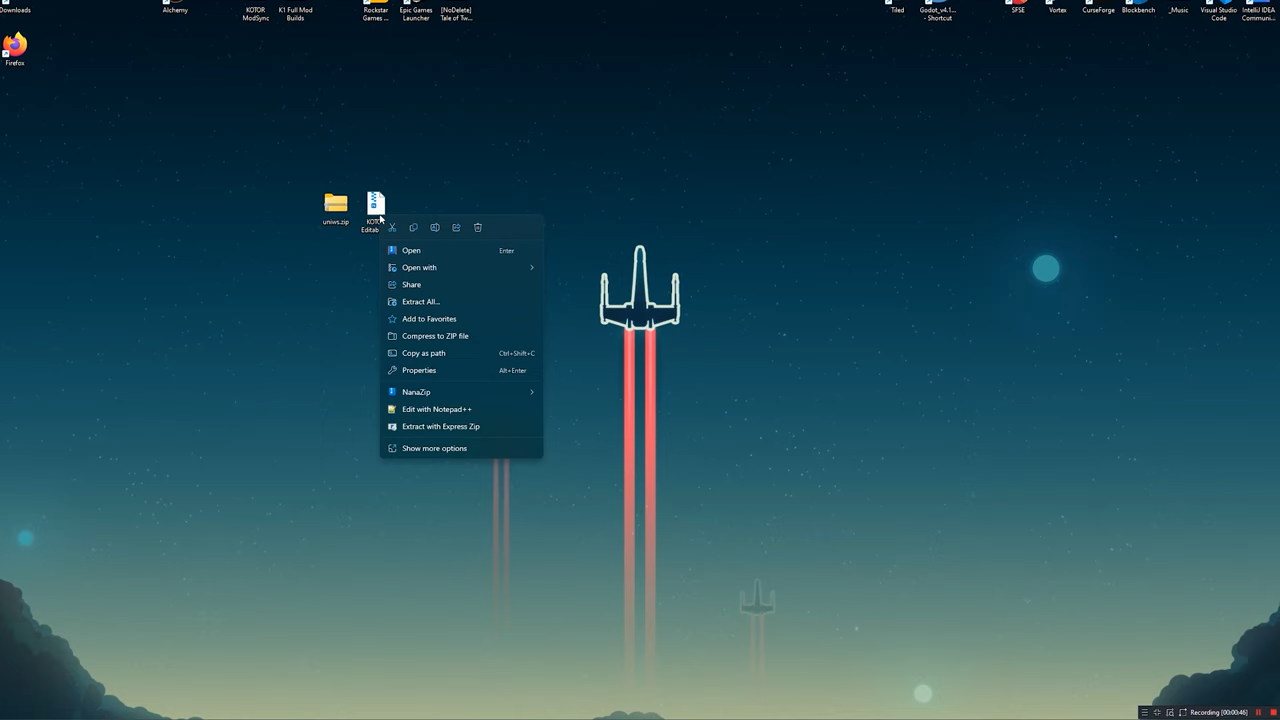 Downloads
Alchemy
KOTOR
ModSync
K1 Full Mod
Builds
Rockstar
Games ...
Epic Games
Launcher
[NoDelete]
Tale of Tw...
Tiled
Godot_v4.1...
- Shortcut
SFSE
Vortex
CurseForge
Blockbench
_Music
Visual Studio
Code
IntelliJ IDEA
Communi...
Firefox
uniws.zip
Editab
Open Enter
Open with
Share
Extract All...
Add to Favorites
Compress to ZIP file
Copy as path Ctrl+Shift+C
Properties Alt+Enter
NanaZip
Edit with Notepad++
Extract with Express Zip
Show more options
Recording [00:00:46]